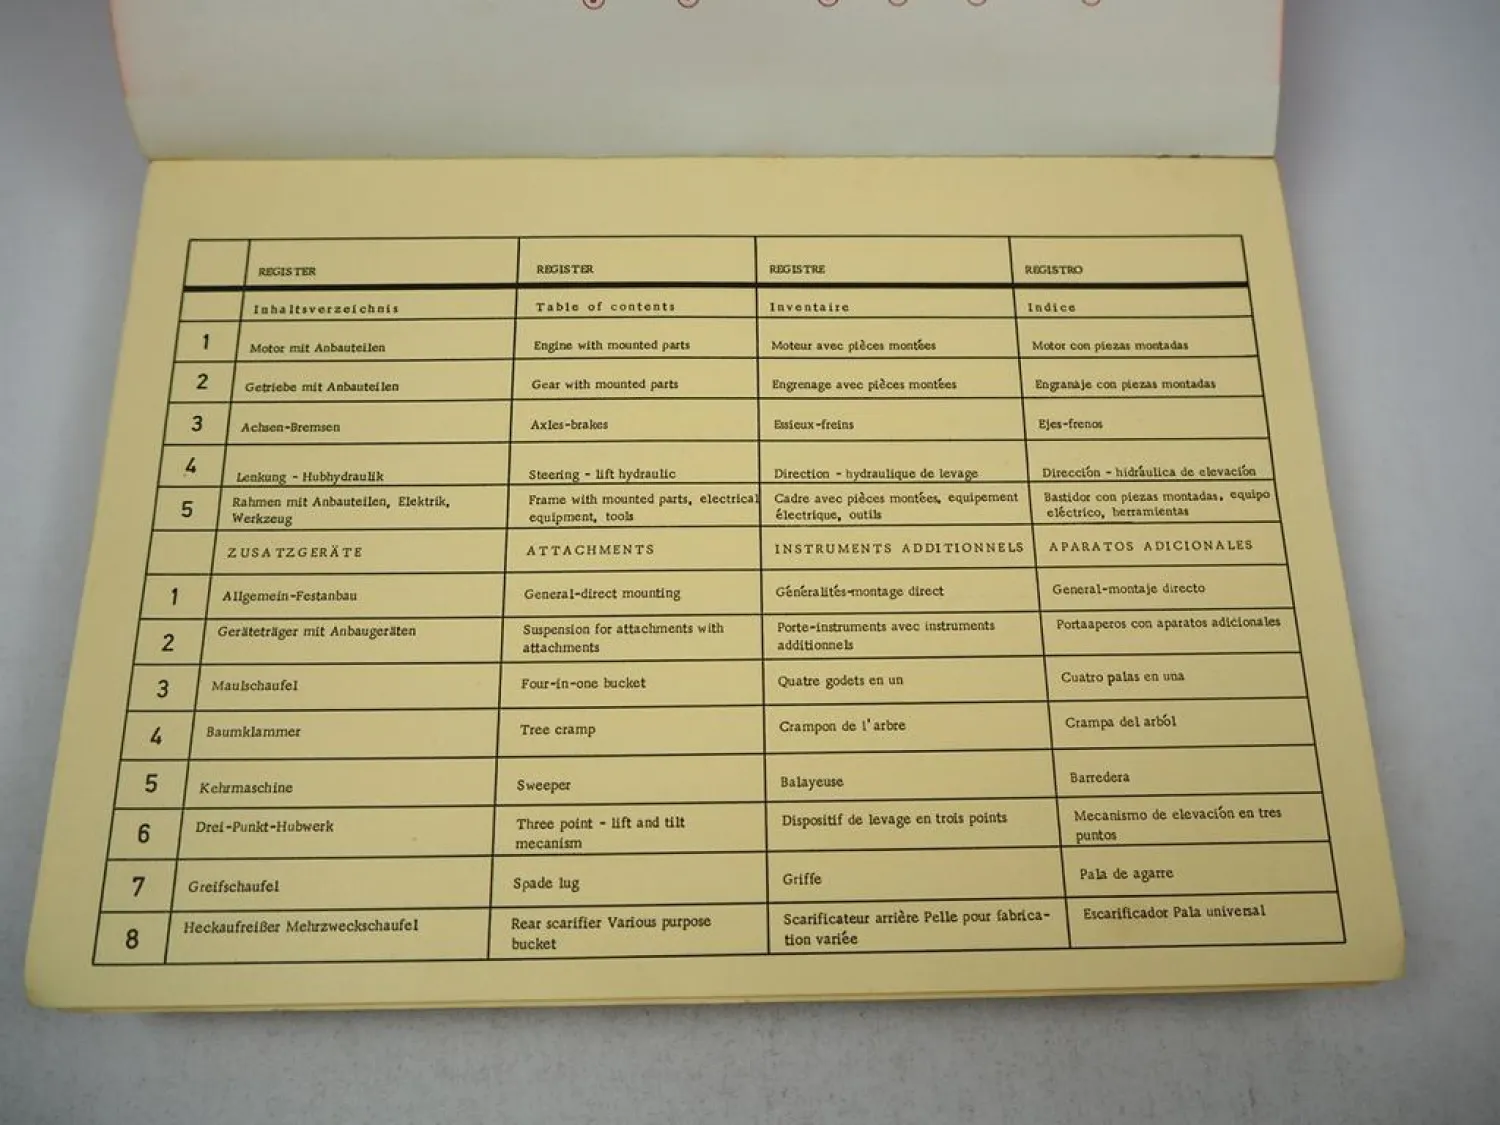 REGISTER REGISTER REGISTRE REGISTRO
Inhaltsverzeichnis Table of contents Inventaire Indice
1 Motor mit Anbauteilen Engine with mounted parts Moteur avec pièces montées Motor con piezas montadas
2 Getriebe mit Anbauteilen Gear with mounted parts Engrenage avec pièces montées Engranaje con piezas montadas
3 Achsen-Bremsen Axles-brakes Essieux-freins Ejes-frenos
4 Lenkung - Hubhydraulik Steering - lift hydraulic Direction - hydraulique de levage Dirección - hidráulica de elevación
5 Rahmen mit Anbauteilen, Elektrik, Frame with mounted parts, electrical Cadre avec pièces montées, equipement Bastidor con piezas montadas, equipo
Werkzeug equipment, tools électrique, outils eléctrico, herramientas
ZUSATZGERÄTE ATTACHMENTS INSTRUMENTS ADDITIONNELS APARATOS ADICIONALES
1 Allgemein-Festanbau General-direct mounting Généralités-montage direct General-montaje directo
2 Geräteträger mit Anbaugeräten Suspension for attachments with Porte-instruments avec instruments Portaaperos con aparatos adicionales
attachments additionnels
3 Maulschaufel Four-in-one bucket Quatre godets en un Cuatro palas en una
4 Baumklammer Tree cramp Crampon de l'arbre Crampa del arból
5 Kehrmaschine Sweeper Balayeuse Barredera
6 Drei-Punkt-Hubwerk Three point - lift and tilt Dispositif de levage en trois points Mecanismo de elevación en tres
mecanism puntos
7 Greifschaufel Spade lug Griffe Pala de agarre
8 Heckaufreißer Mehrzweckschaufel Rear scarifier Various purpose Scarificateur arrière Pelle pour fabrica- Escarificador Pala universal
bucket tion variée